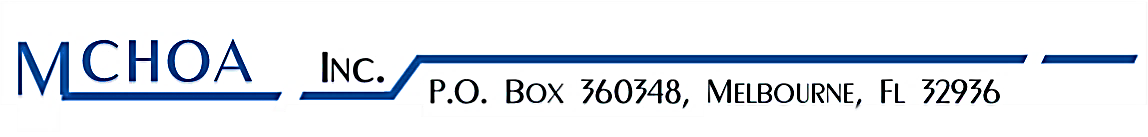 MCHOA Inc.
P.O. Box 360348, Melbourne, Fl 32936